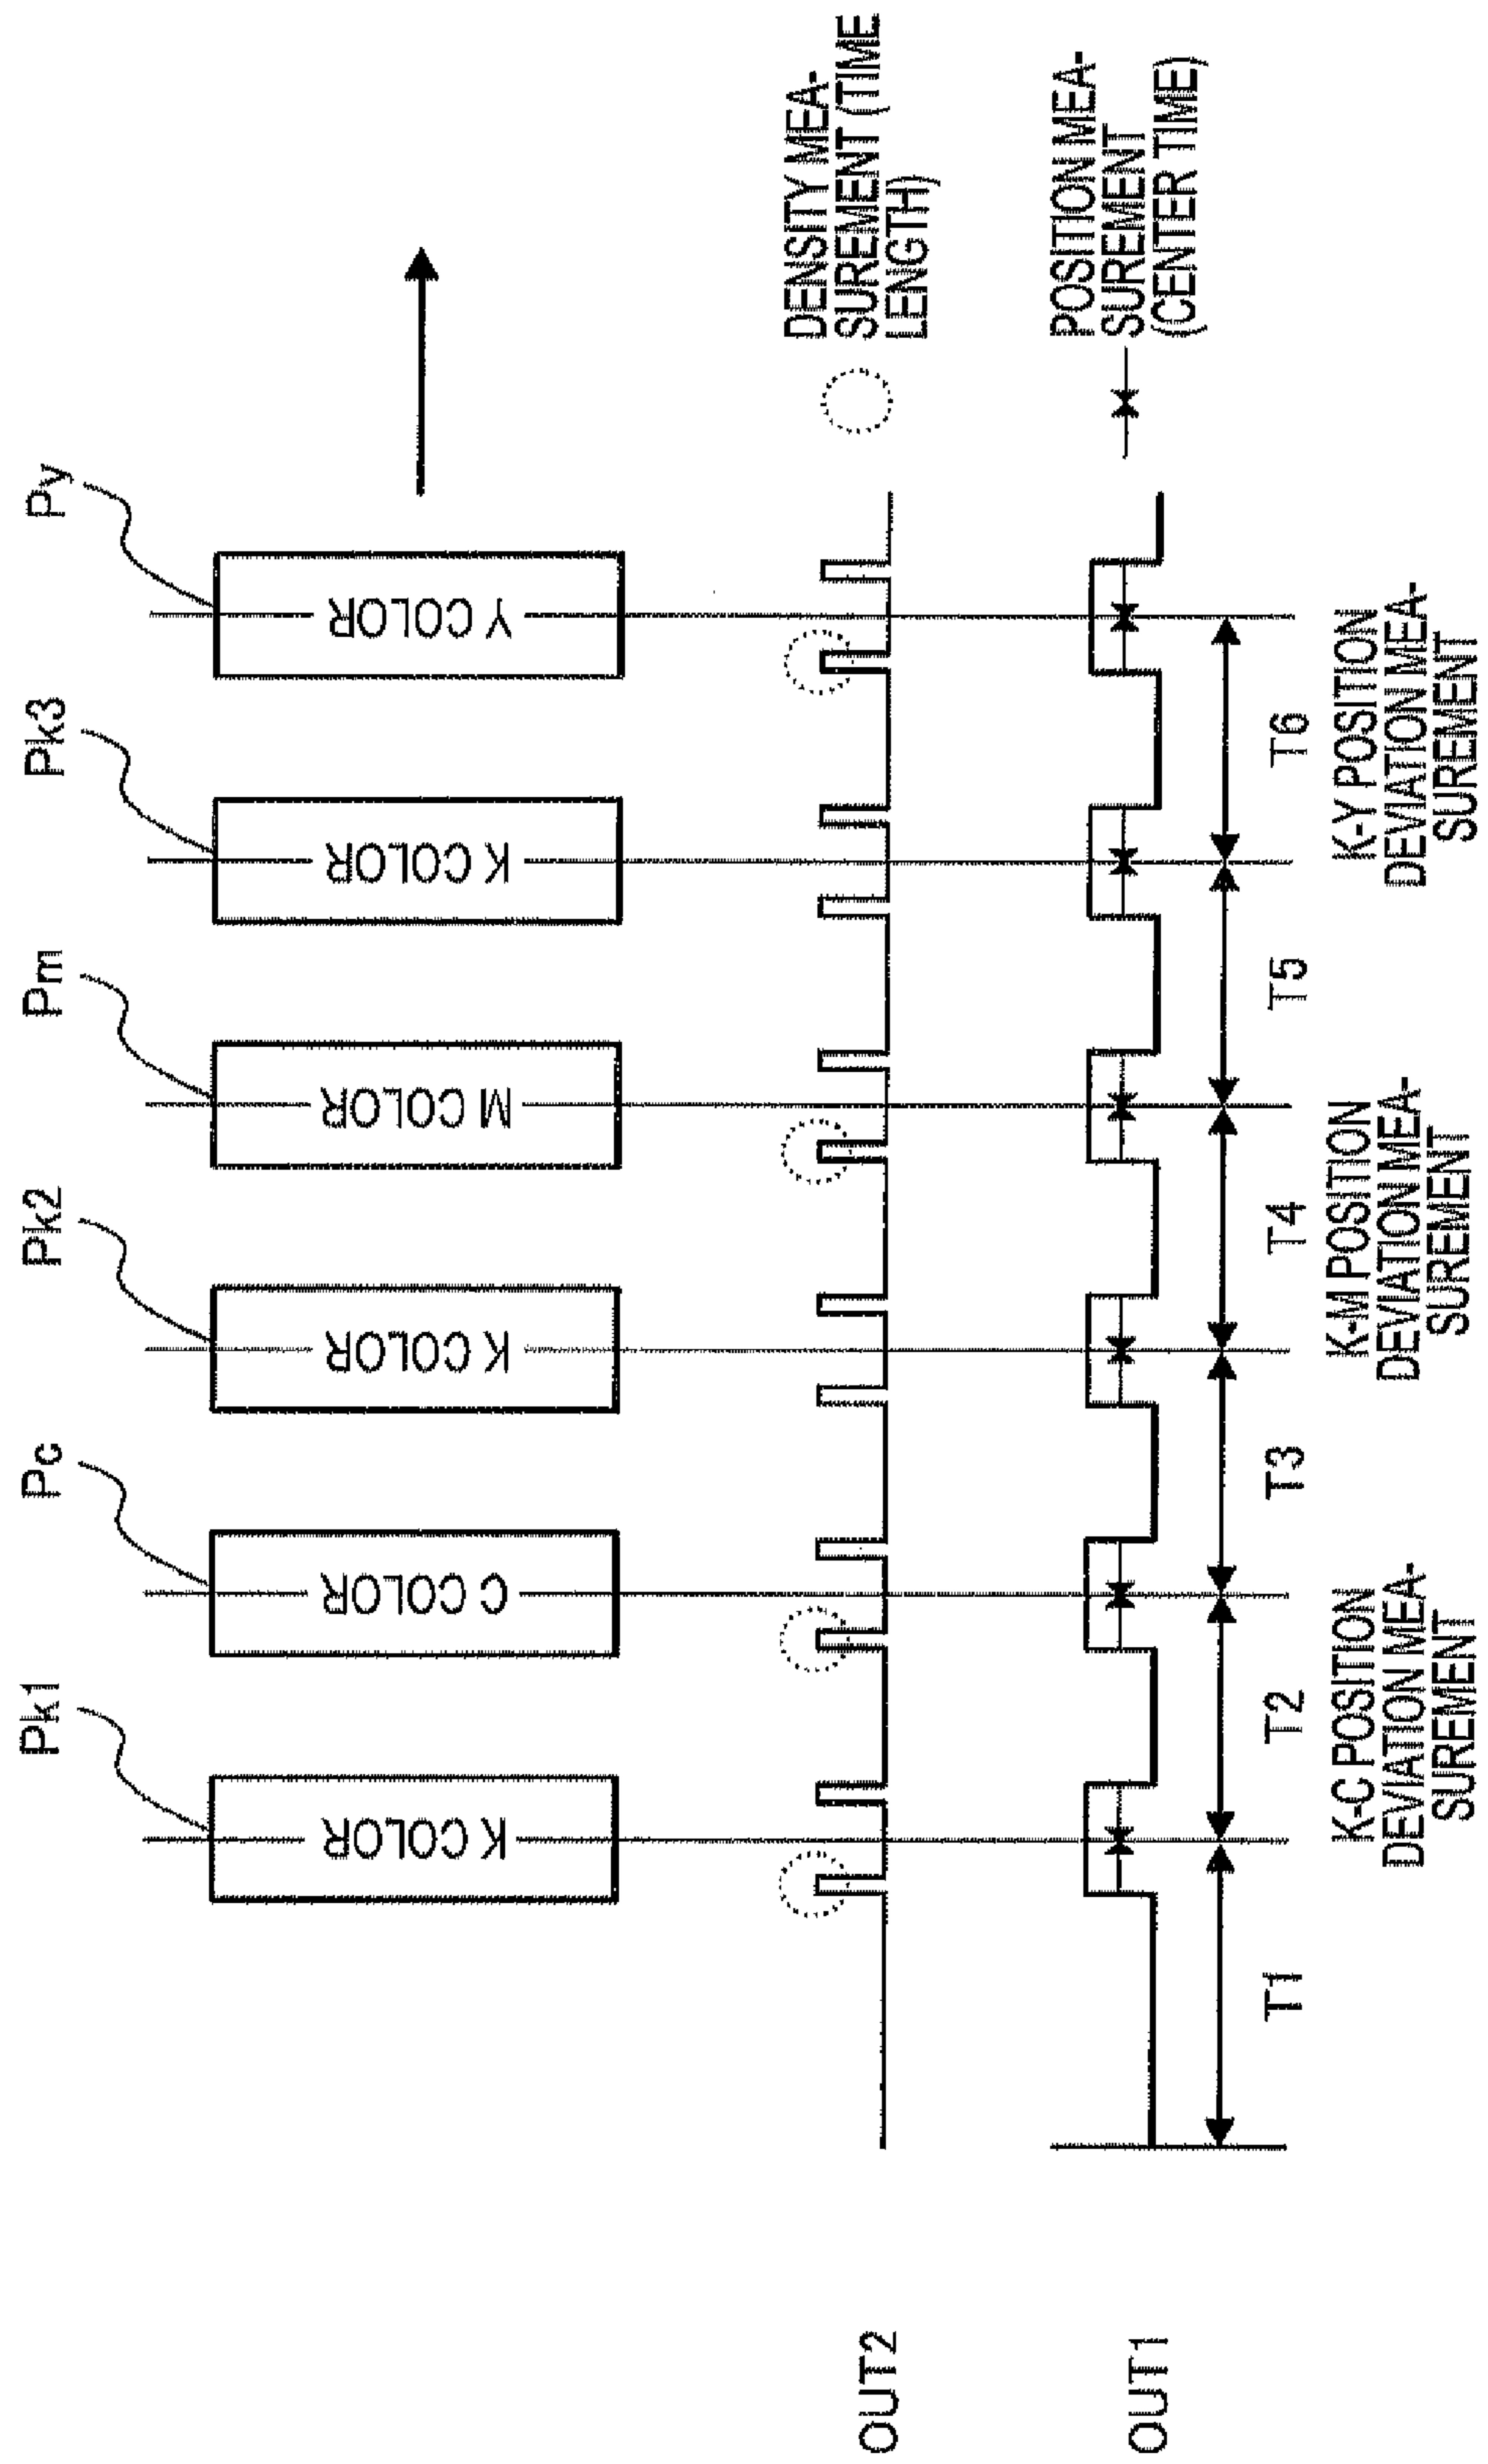 Pk1
Pc
Pk2
Pm
Pk3
Py
K COLOR
C COLOR
K COLOR
M COLOR
K COLOR
Y COLOR
OUT2
DENSITY MEA-
SUREMENT (TIME
LENGTH)
OUT1
POSITION MEA-
SUREMENT
(CENTER TIME)
T1
T2
T3
T4
T5
T6
K-C POSITION
DEVIATION MEA-
SUREMENT
K-M POSITION
DEVIATION MEA-
SUREMENT
K-Y POSITION
DEVIATION MEA-
SUREMENT